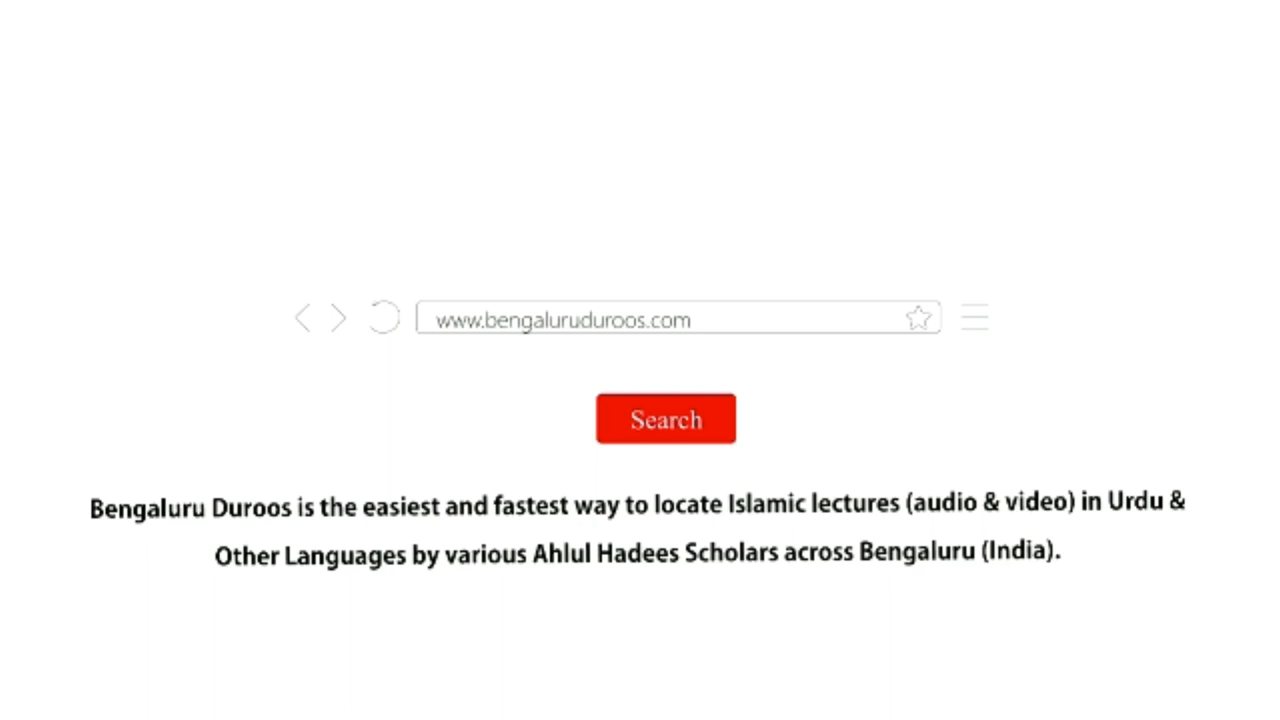 www.bengaluruduroos.com
Search
Bengaluru Duroos is the easiest and fastest way to locate Islamic lectures (audio & video) in Urdu &
Other Languages by various Ahlul Hadees Scholars across Bengaluru (India).